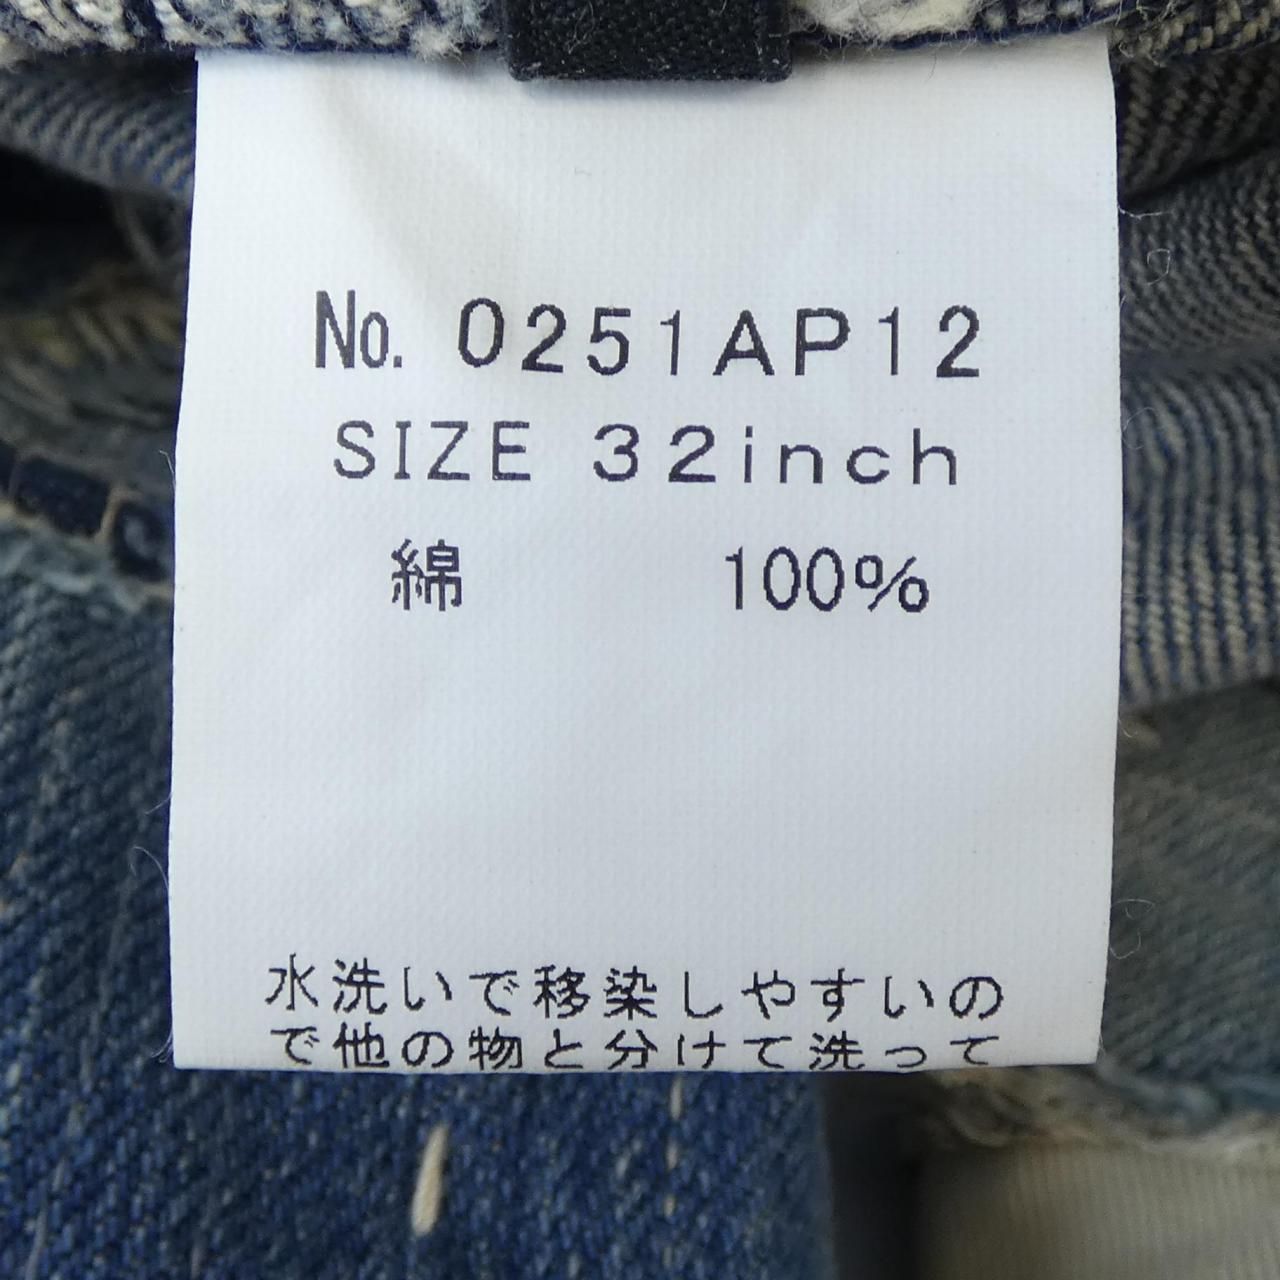 No. 0251AP12
SIZE 32inch
綿 100%
水洗いで移染しやすいの
で他の物と分けて洗って